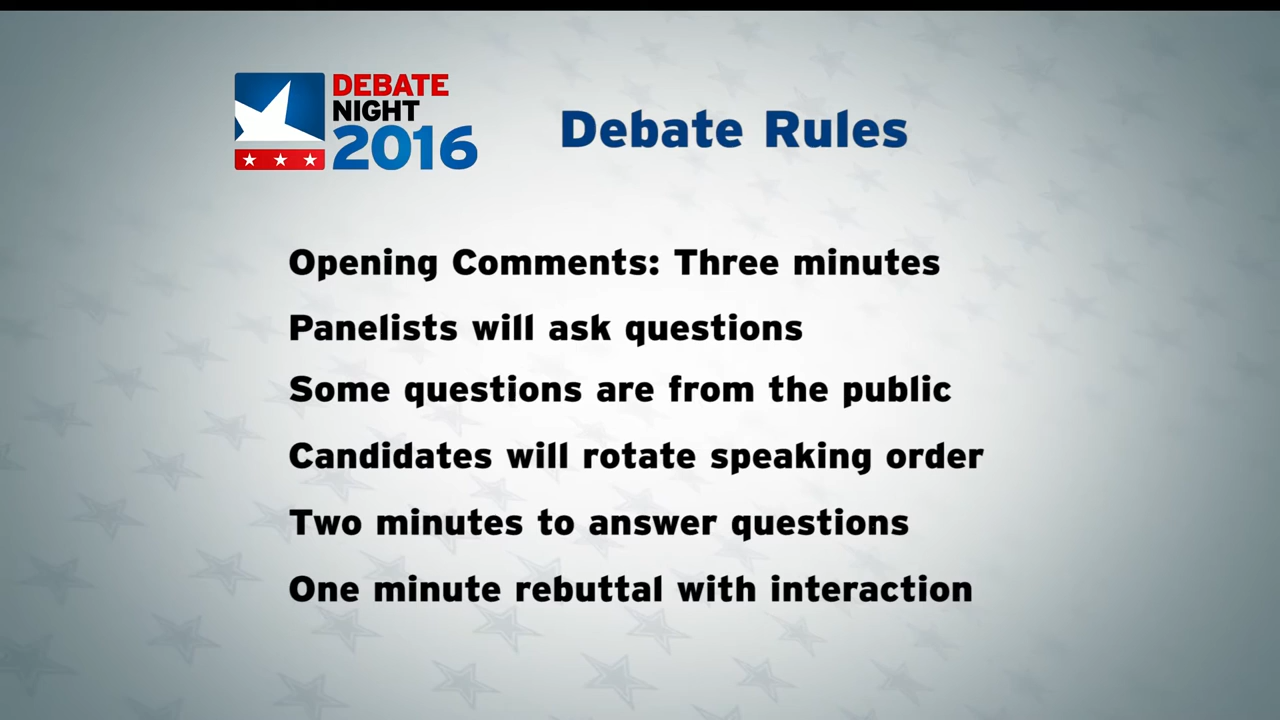 DEBATE
NIGHT
2016
Debate Rules
Opening Comments: Three minutes
Panelists will ask questions
Some questions are from the public
Candidates will rotate speaking order
Two minutes to answer questions
One minute rebuttal with interaction